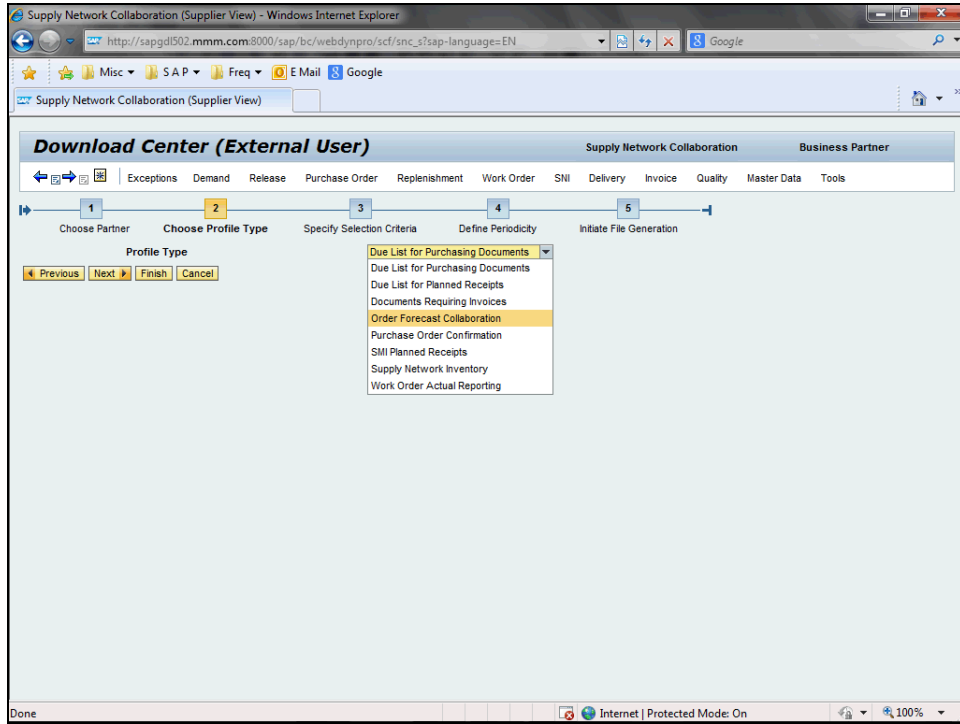 Supply Network Collaboration (Supplier View) - Windows Internet Explorer
http://sapgdl502.mmm.com:8000/sap/bc/webdynpro/scf/snc_s?sap-language=EN
Google
Misc S A P Freq E Mail Google
Supply Network Collaboration (Supplier View)
Download Center (External User) Supply Network Collaboration Business Partner
Exceptions Demand Release Purchase Order Replenishment Work Order SNI Delivery Invoice Quality Master Data Tools
1 2 3 4 5
Choose Partner Choose Profile Type Specify Selection Criteria Define Periodicity Initiate File Generation
Profile Type Due List for Purchasing Documents
Previous Next Finish Cancel
Due List for Purchasing Documents
Due List for Planned Receipts
Documents Requiring Invoices
Order Forecast Collaboration
Purchase Order Confirmation
SMI Planned Receipts
Supply Network Inventory
Work Order Actual Reporting
Done Internet | Protected Mode: On 100%